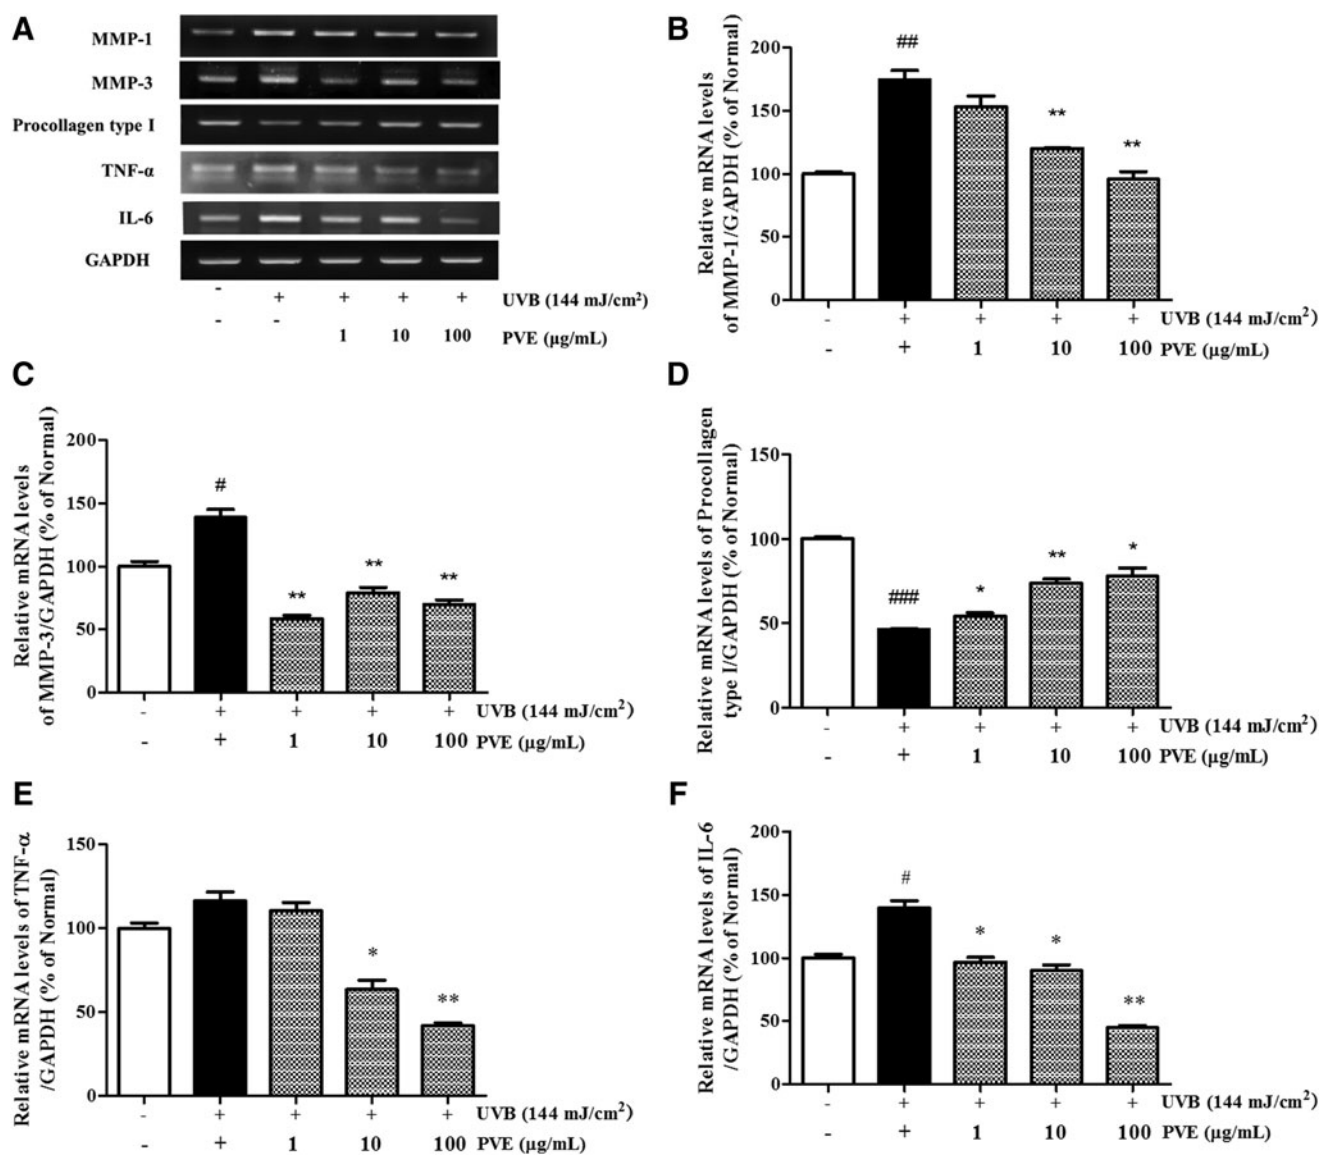 A
MMP-1
MMP-3
Procollagen type I
TNF-α
IL-6
GAPDH
- + + + + UVB (144 mJ/cm²)
- - 1 10 100 PVE (µg/mL)
B
Relative mRNA levels
of MMP-1/GAPDH (% of Normal)
200
150
100
50
0
##
**
**
- + + + + UVB (144 mJ/cm²)
- + 1 10 100 PVE (µg/mL)
C
Relative mRNA levels
of MMP-3/GAPDH (% of Normal)
200
150
100
50
0
#
**
**
**
- + + + + UVB (144 mJ/cm²)
- + 1 10 100 PVE (µg/mL)
D
Relative mRNA levels of Procollagen
type I/GAPDH (% of Normal)
150
100
50
0
###
*
**
*
- + + + + UVB (144 mJ/cm²)
- + 1 10 100 PVE (µg/mL)
E
Relative mRNA levels of TNF-α
/GAPDH (% of Normal)
150
100
50
0
*
**
- + + + + UVB (144 mJ/cm²)
- + 1 10 100 PVE (µg/mL)
F
Relative mRNA levels of IL-6
/GAPDH (% of Normal)
200
150
100
50
0
#
*
*
**
- + + + + UVB (144 mJ/cm²)
- + 1 10 100 PVE (µg/mL)